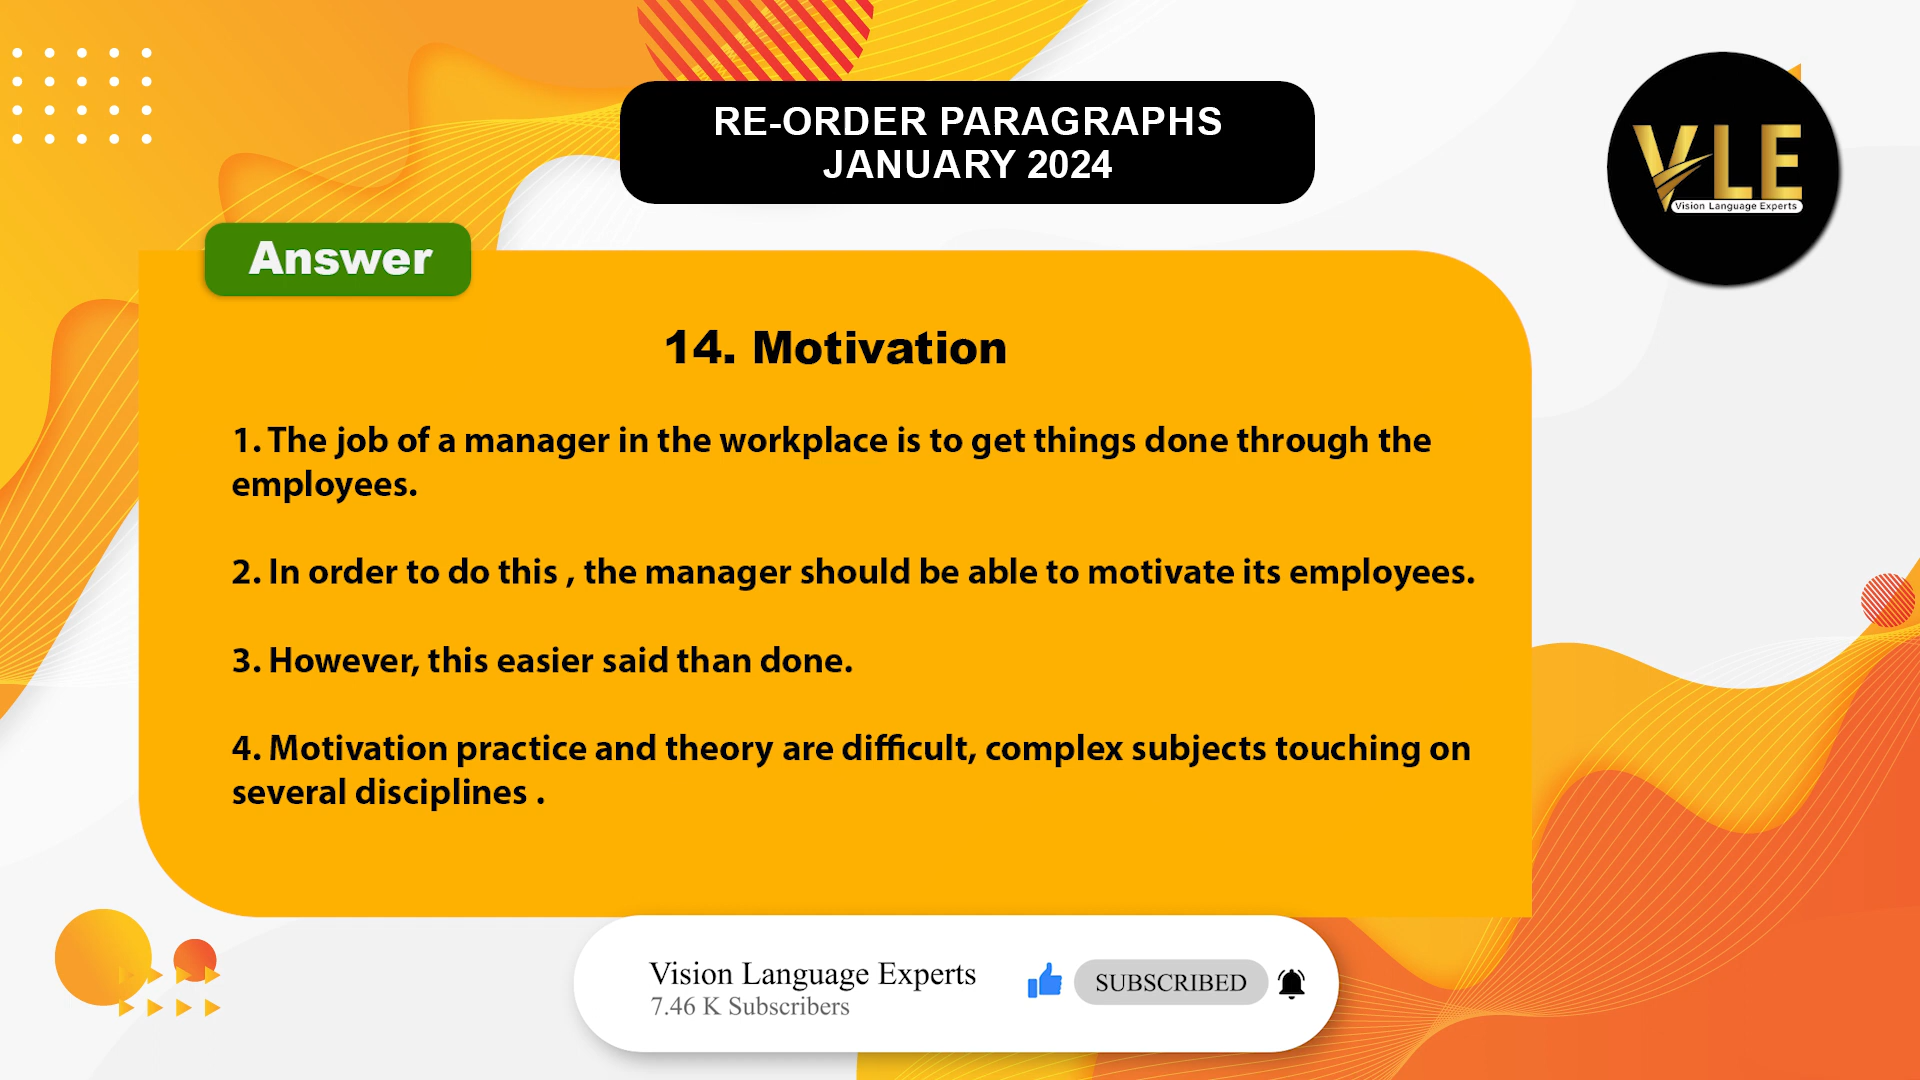 RE-ORDER PARAGRAPHS
JANUARY 2024
VLE
Vision Language Experts
Answer
14. Motivation
1. The job of a manager in the workplace is to get things done through the
employees.
2. In order to do this , the manager should be able to motivate its employees.
3. However, this easier said than done.
4. Motivation practice and theory are difficult, complex subjects touching on
several disciplines .
Vision Language Experts
7.46 K Subscribers
SUBSCRIBED